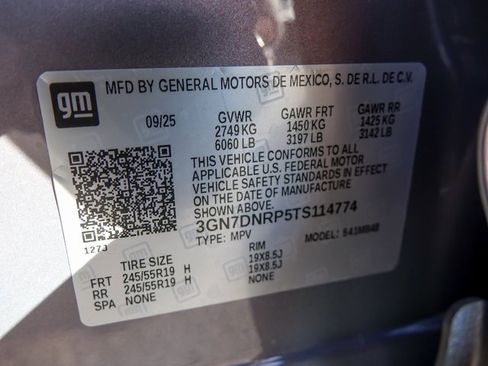 gm
MFD BY GENERAL MOTORS DE MEXICO, S. DE R.L. DE C.V.
09/25 GVWR GAWR FRT GAWR RR
2749 KG 1450 KG 1425 KG
6060 LB 3197 LB 3142 LB
THIS VEHICLE CONFORMS TO ALL
APPLICABLE U.S. FEDERAL MOTOR
VEHICLE SAFETY STANDARDS IN EFFECT
ON THE DATE OF MANUFACTURE SHOWN ABOVE.
3GN7DNRP5TS114774
TYPE: MPV MODEL:
127J
TIRE SIZE RIM
FRT 245/55R19 H 19X8.5J
RR 245/55R19 H 19X8.5J
SPA NONE NONE